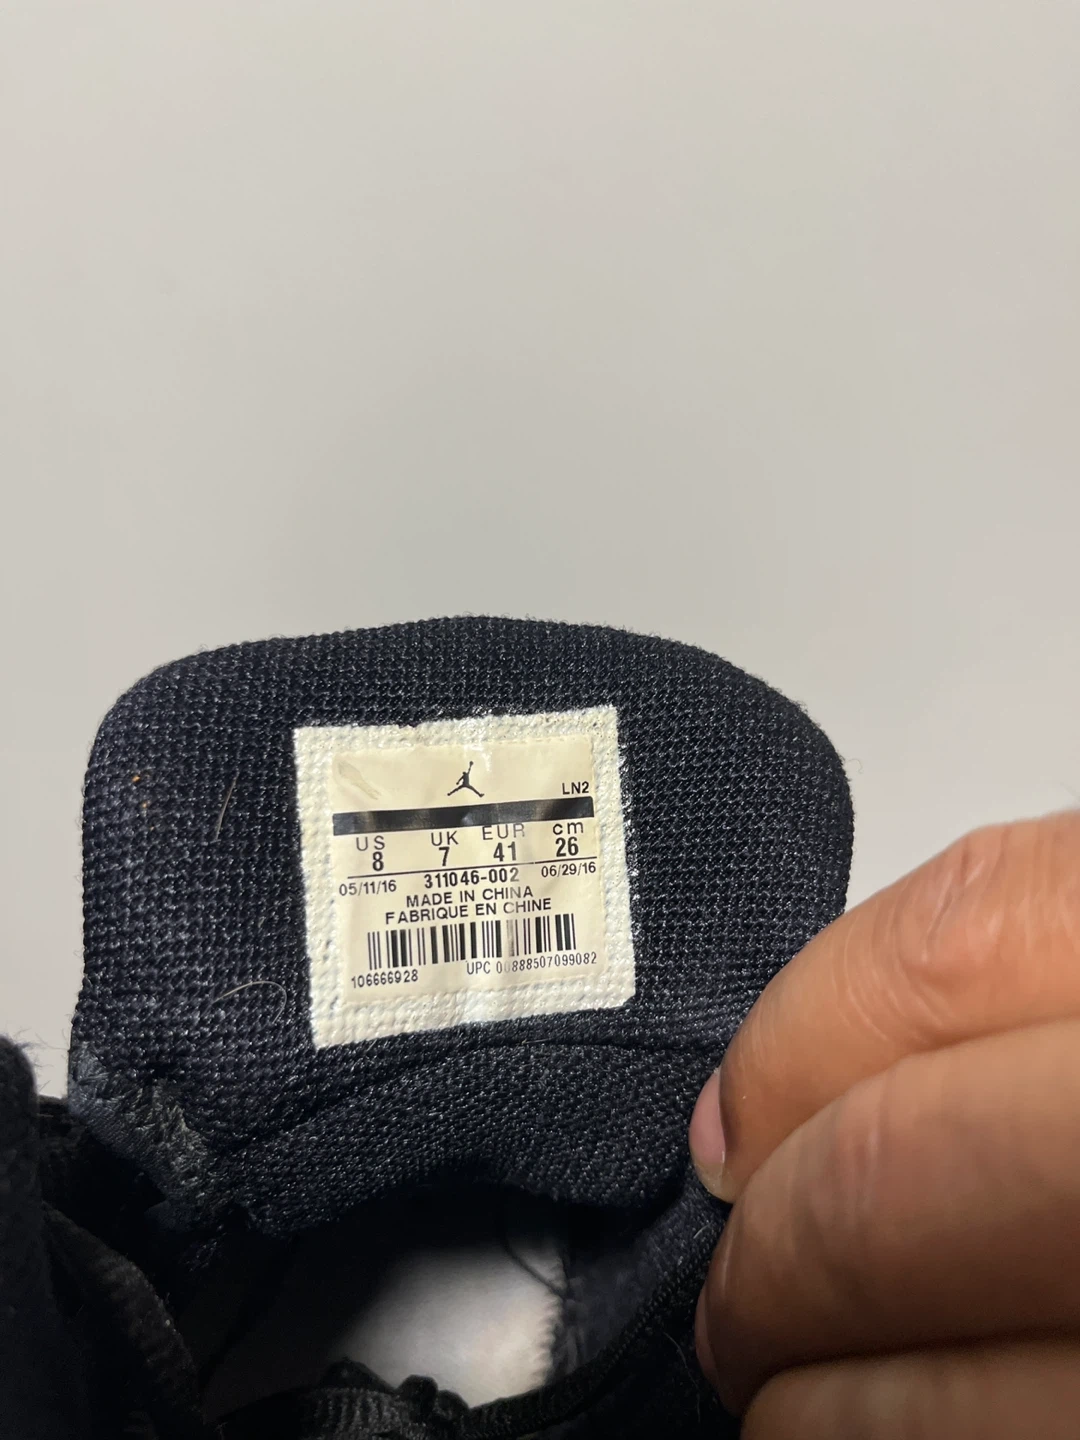 LN2
US UK EUR cm
8 7 41 26
05/11/16 311046-002 06/29/16
MADE IN CHINA
FABRIQUE EN CHINE
106666928 UPC 00888507099082